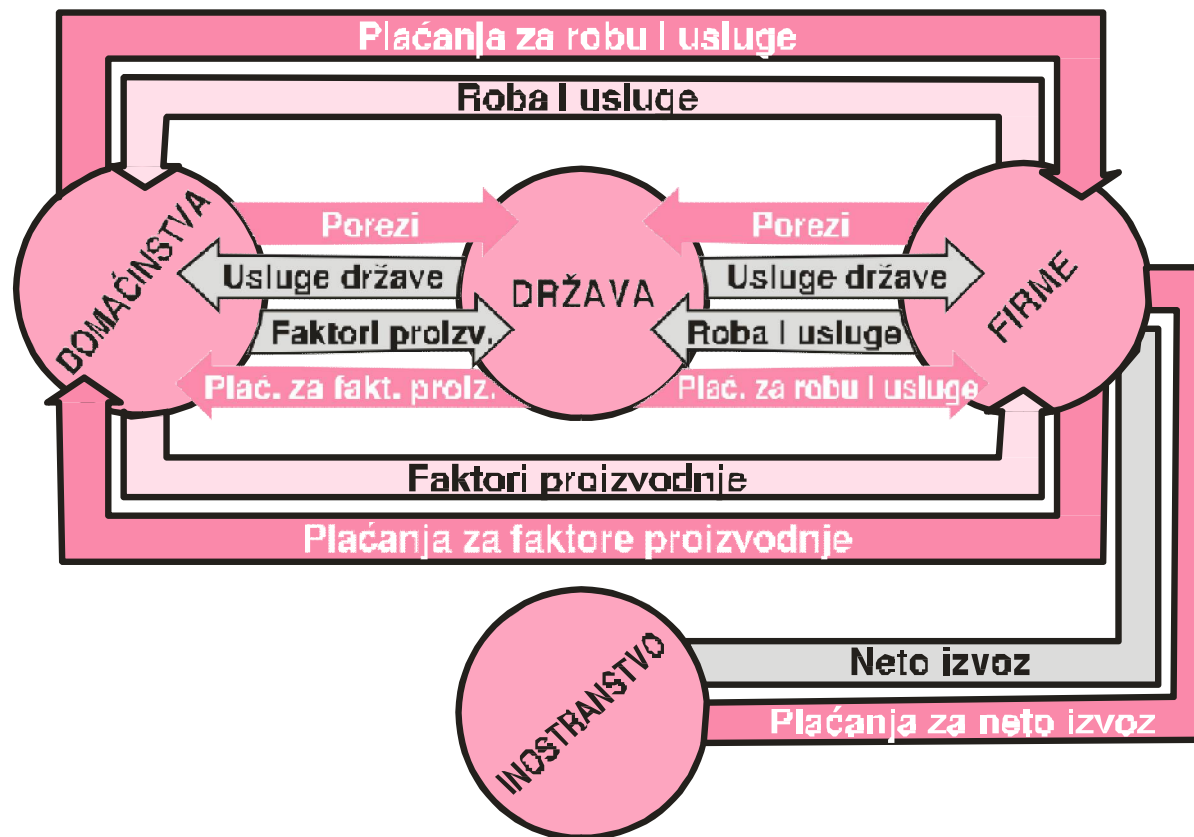 Plaćanja za robu I usluge
Roba I usluge
DOMAĆINSTVA
Porezi
Porezi
Usluge države
Usluge države
DRŽAVA
FIRME
Faktori proizv.
Roba I usluge
Plać. za fakt. proiz.
Plać. za robu I usluge
Faktori proizvodnje
Plaćanja za faktore proizvodnje
INOSTRANSTVO
Neto izvoz
Plaćanja za neto izvoz